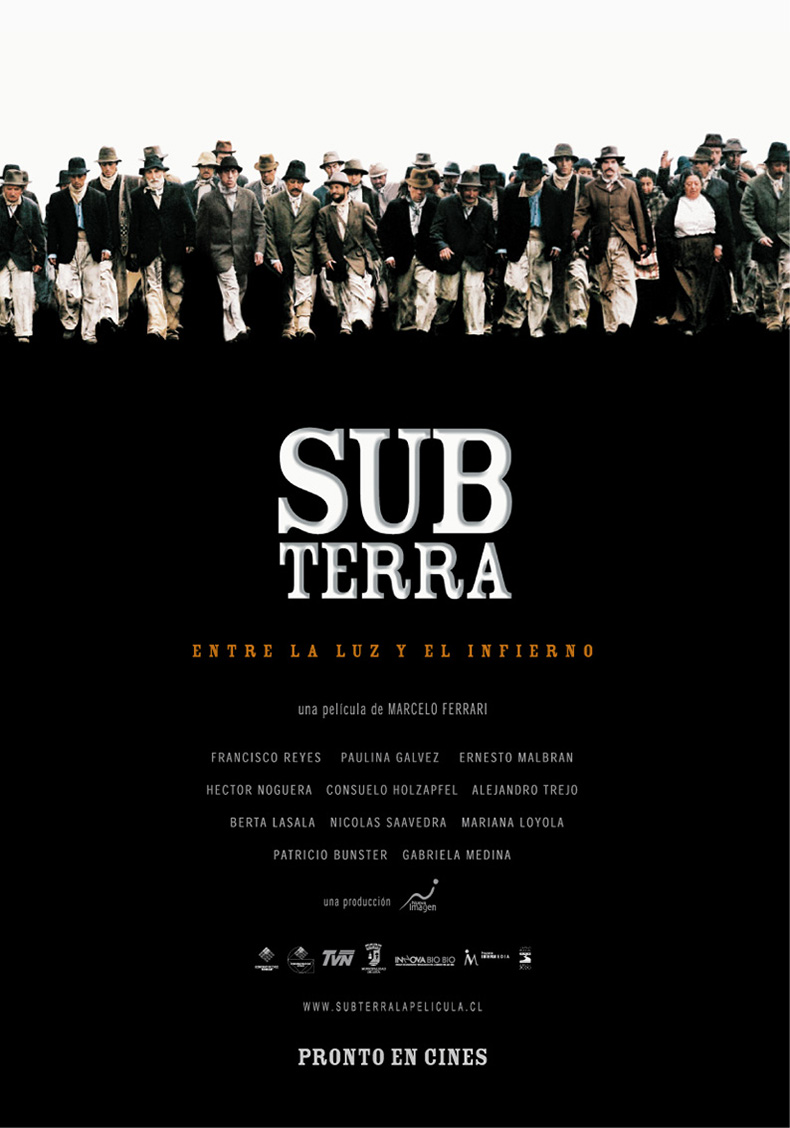 SUB
TERRA
ENTRE LA LUZ Y EL INFIERNO
una película de MARCELO FERRARI
FRANCISCO REYES PAULINA GALVEZ ERNESTO MALBRAN
HECTOR NOGUERA CONSUELO HOLZAPFEL ALEJANDRO TREJO
BERTA LASALA NICOLAS SAAVEDRA MARIANA LOYOLA
PATRICIO BUNSTER GABRIELA MEDINA
una producción Nueva Imagen
TVN INNOVA BIO BIO
WWW.SUBTERRALAPELICULA.CL
PRONTO EN CINES